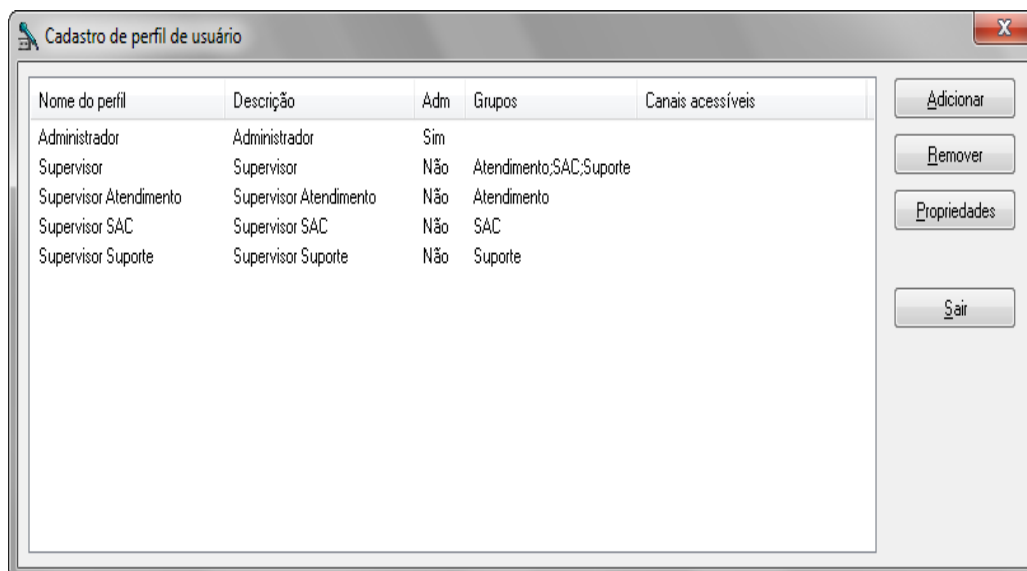 Cadastro de perfil de usuário
X
Nome do perfil Descrição Adm Grupos Canais acessíveis
Administrador Administrador Sim
Supervisor Supervisor Não Atendimento;SAC;Suporte
Supervisor Atendimento Supervisor Atendimento Não Atendimento
Supervisor SAC Supervisor SAC Não SAC
Supervisor Suporte Supervisor Suporte Não Suporte
Adicionar
Remover
Propriedades
Sair